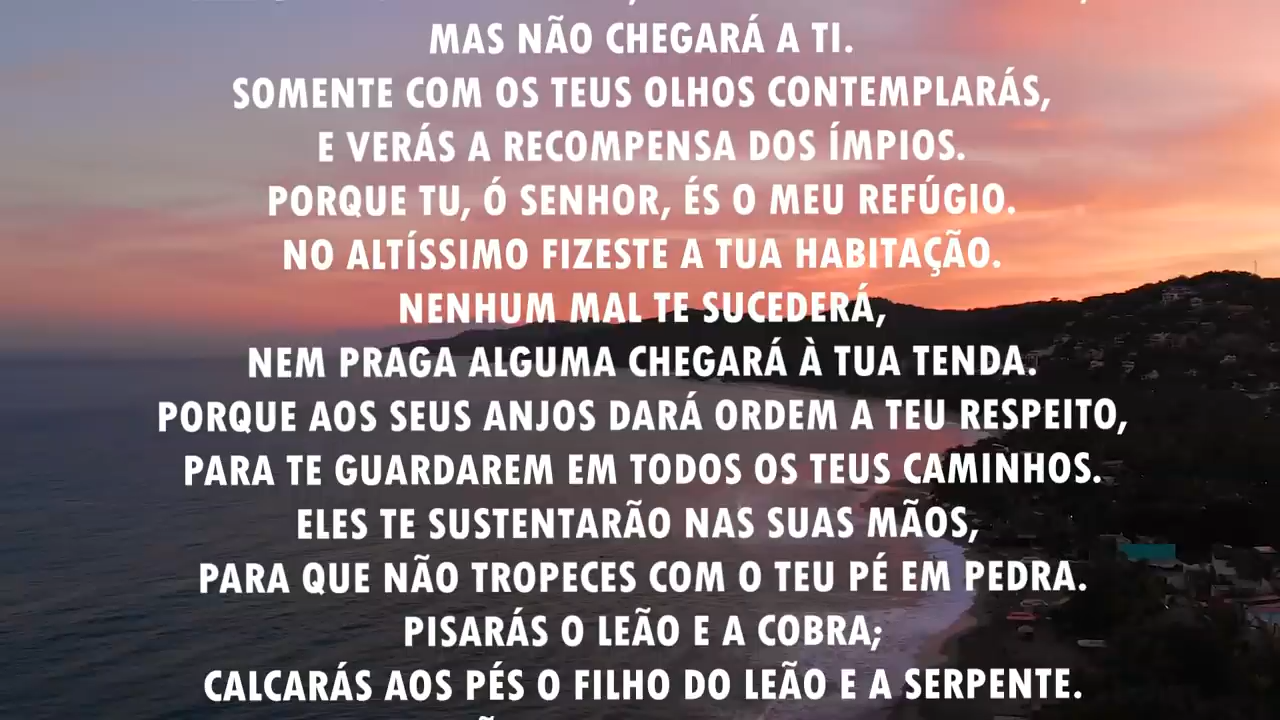 MAS NÃO CHEGARÁ A TI.
SOMENTE COM OS TEUS OLHOS CONTEMPLARÁS,
E VERÁS A RECOMPENSA DOS ÍMPIOS.
PORQUE TU, Ó SENHOR, ÉS O MEU REFÚGIO.
NO ALTÍSSIMO FIZESTE A TUA HABITAÇÃO.
NENHUM MAL TE SUCEDERÁ,
NEM PRAGA ALGUMA CHEGARÁ À TUA TENDA.
PORQUE AOS SEUS ANJOS DARÁ ORDEM A TEU RESPEITO,
PARA TE GUARDAREM EM TODOS OS TEUS CAMINHOS.
ELES TE SUSTENTARÃO NAS SUAS MÃOS,
PARA QUE NÃO TROPECES COM O TEU PÉ EM PEDRA.
PISARÁS O LEÃO E A COBRA;
CALCARÁS AOS PÉS O FILHO DO LEÃO E A SERPENTE.